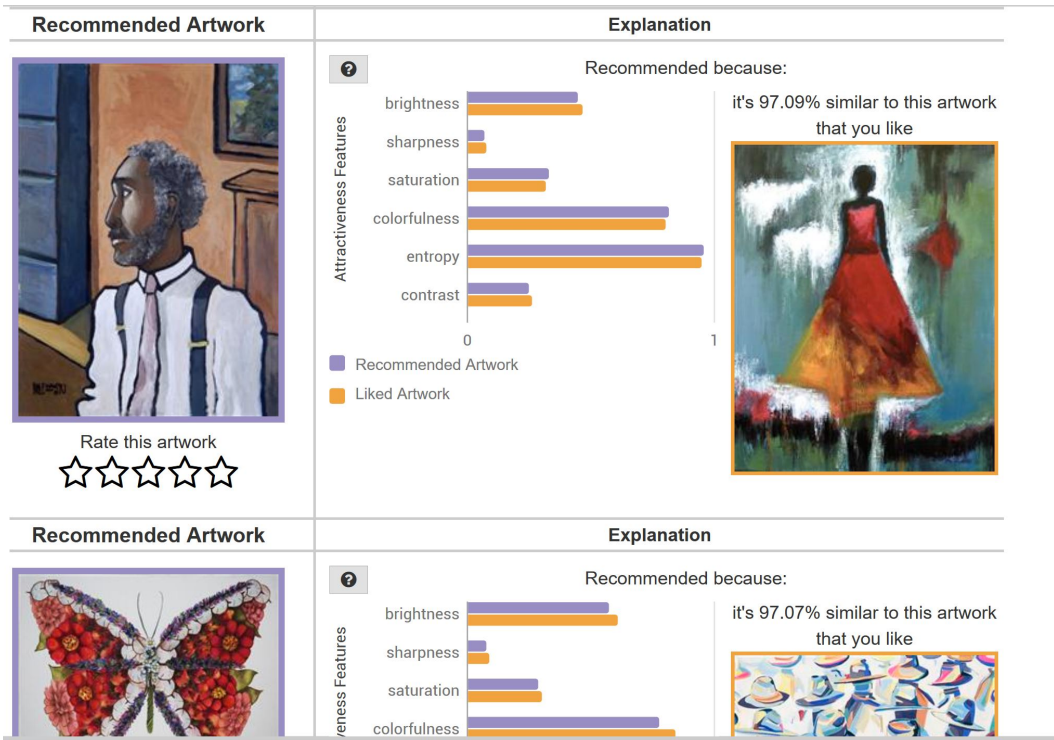 Recommended Artwork
Explanation
?
Recommended because:
it's 97.09% similar to this artwork
that you like
Attractiveness Features
brightness
sharpness
saturation
colorfulness
entropy
contrast
0
1
Recommended Artwork
Liked Artwork
Rate this artwork
Recommended Artwork
Explanation
?
Recommended because:
it's 97.07% similar to this artwork
that you like
veness Features
brightness
sharpness
saturation
colorfulness